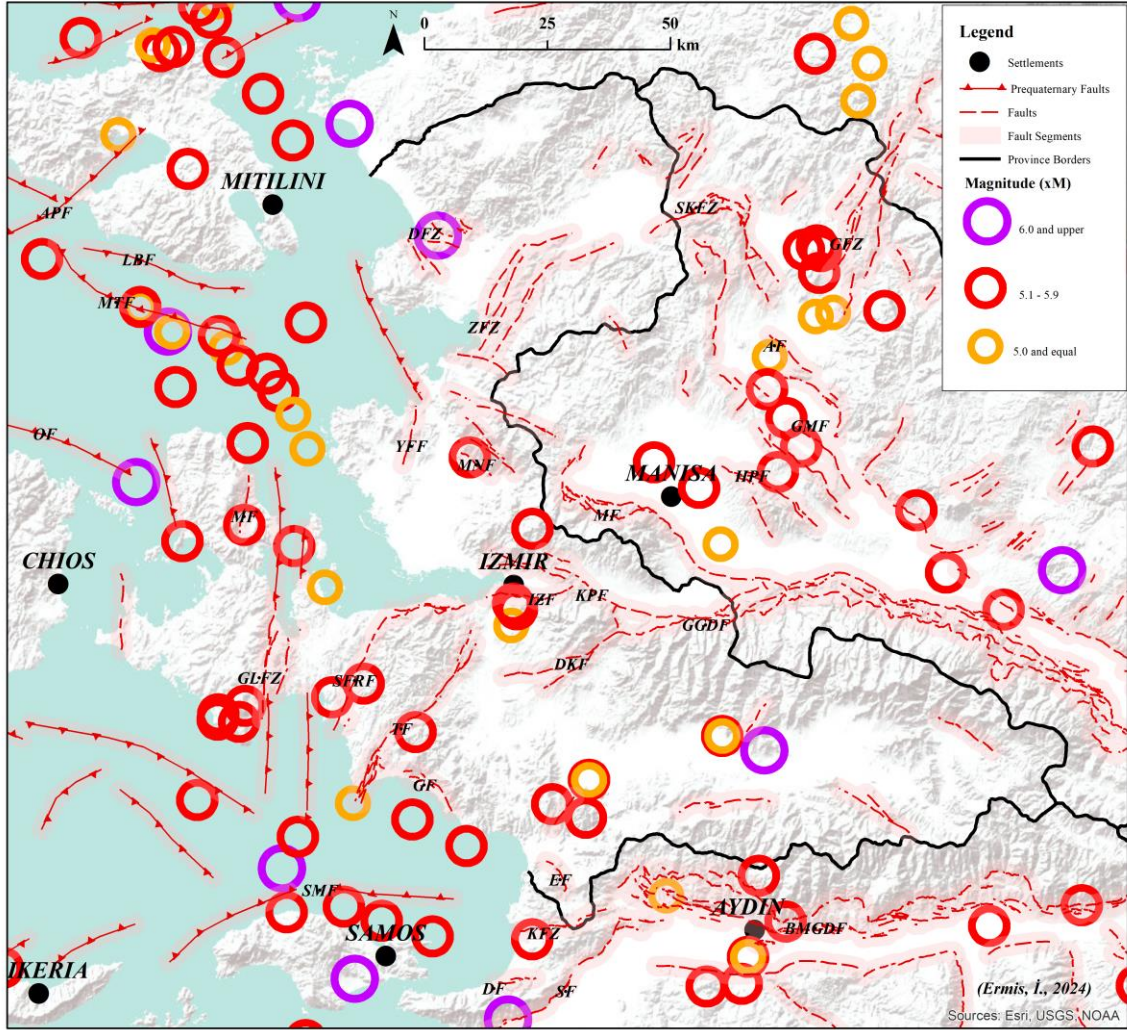 N
0 25 50
km
Legend
Settlements
Prequaternary Faults
Faults
Fault Segments
Province Borders
Magnitude (xM)
6.0 and upper
5.1 - 5.9
5.0 and equal
MITILINI
APF
SKFZ
DFZ
GFZ
LBF
MTF
ZFZ
AF
OF
YFF
GMF
MNF
MANISA
HPF
MF
MF
CHIOS
IZMIR
IZF
KPF
GGDF
DKF
GLFZ
SFRF
TF
GF
EF
SMF
AYDIN
SAMOS
KFZ
BMGDF
IKERIA
DF
SF
(Ermis, İ., 2024)
Sources: Esri, USGS, NOAA